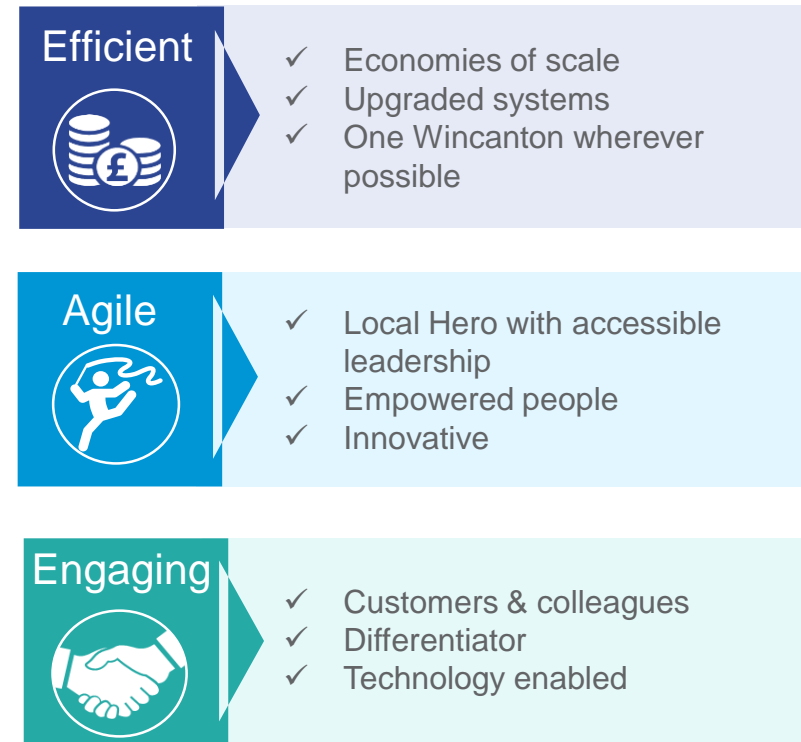 Efficient
✓ Economies of scale
✓ Upgraded systems
✓ One Wincanton wherever
possible
£
Agile
✓ Local Hero with accessible
leadership
✓ Empowered people
✓ Innovative
Engaging
✓ Customers & colleagues
✓ Differentiator
✓ Technology enabled